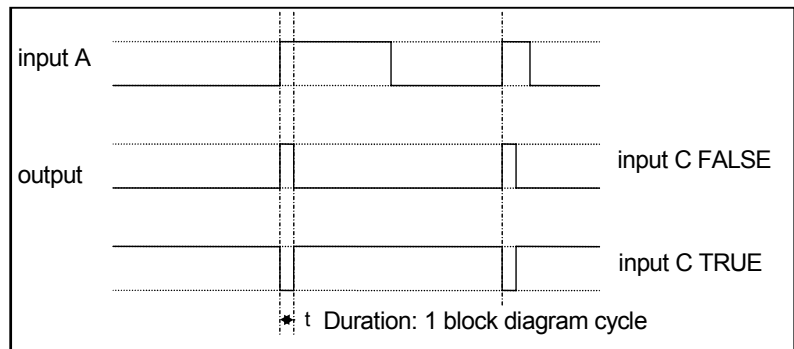 input A
output
input C FALSE
input C TRUE
t Duration: 1 block diagram cycle